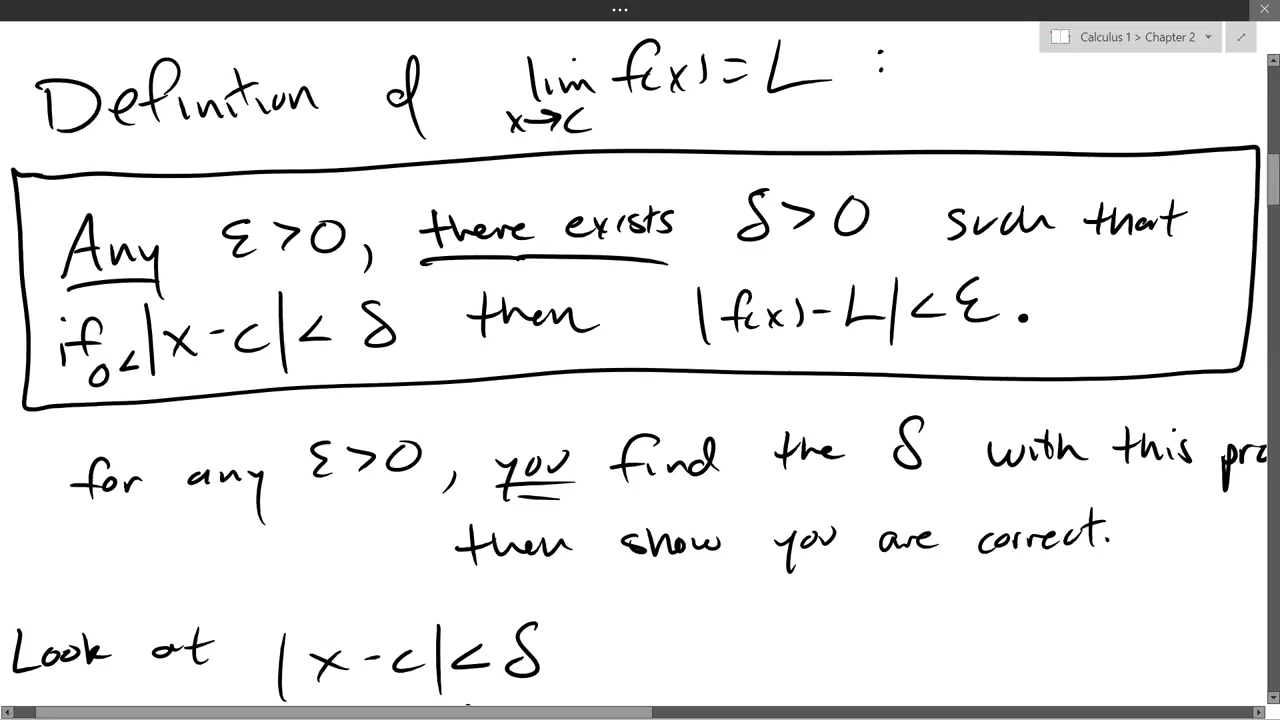 Calculus 1 > Chapter 2
Definition of lim x→c f(x) = L :
Any ε > 0, there exists δ > 0 such that
if 0 < |x - c| < δ then |f(x) - L| < ε.
for any ε > 0, you find the δ with this pro
then show you are correct.
Look at |x - c| < δ